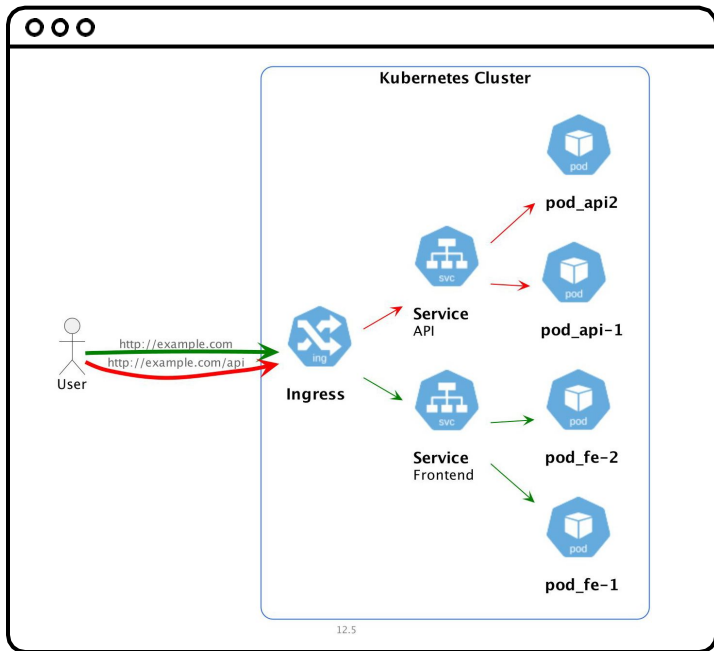 Kubernetes Cluster
pod
pod_api2
svc
Service
API
pod
pod_api-1
http://example.com
http://example.com/api
User
ing
Ingress
svc
Service
Frontend
pod
pod_fe-2
pod
pod_fe-1
12.5